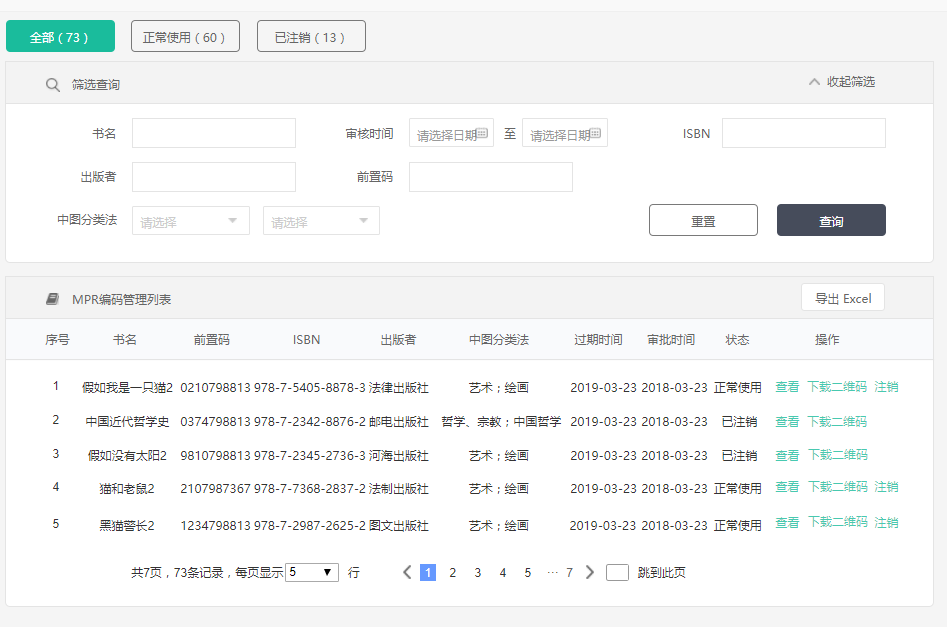 全部（73）　正常使用（60）　已注销（13）
筛选查询　收起筛选
书名　审核时间　请选择日期　至　请选择日期　ISBN
出版者　前置码
中图分类法　请选择　请选择　重置　查询
MPR编码管理列表　导出 Excel
序号　书名　前置码　ISBN　出版者　中图分类法　过期时间　审批时间　状态　操作
1　假如我是一只猫2　0210798813　978-7-5405-8878-3　法律出版社　艺术；绘画　2019-03-23　2018-03-23　正常使用　查看　下载二维码　注销
2　中国近代哲学史　0374798813　978-7-2342-8876-2　邮电出版社　哲学、宗教；中国哲学　2019-03-23　2018-03-23　已注销　查看　下载二维码
3　假如没有太阳2　9810798813　978-7-2345-2736-3　河海出版社　艺术；绘画　2019-03-23　2018-03-23　已注销　查看　下载二维码
4　猫和老鼠2　2107987367　978-7-7368-2837-2　法制出版社　艺术；绘画　2019-03-23　2018-03-23　正常使用　查看　下载二维码　注销
5　黑猫警长2　1234798813　978-7-2987-2625-2　图文出版社　艺术；绘画　2019-03-23　2018-03-23　正常使用　查看　下载二维码　注销
共7页，73条记录，每页显示　5　行　1　2　3　4　5　···　7　跳到此页